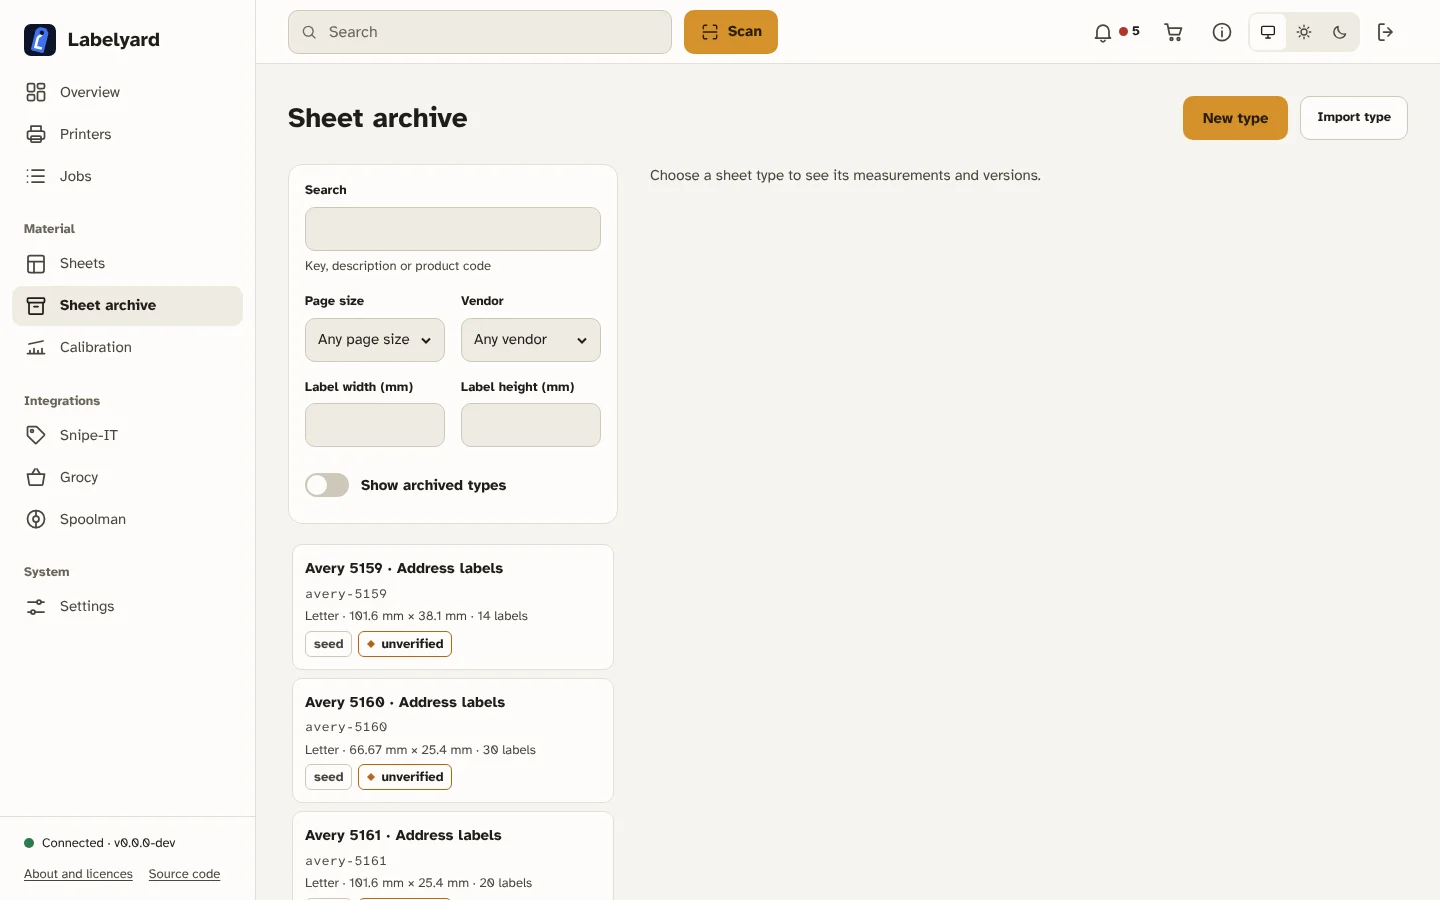 Labelyard
Overview
Printers
Jobs
Material
Sheets
Sheet archive
Calibration
Integrations
Snipe-IT
Grocy
Spoolman
System
Settings
Connected · v0.0.0-dev
About and licences Source code
Search
Scan
5
Sheet archive
New type
Import type
Search
Key, description or product code
Page size Vendor
Any page size Any vendor
Label width (mm) Label height (mm)
Show archived types
Avery 5159 · Address labels
avery-5159
Letter · 101.6 mm × 38.1 mm · 14 labels
seed ◆ unverified
Avery 5160 · Address labels
avery-5160
Letter · 66.67 mm × 25.4 mm · 30 labels
seed ◆ unverified
Avery 5161 · Address labels
avery-5161
Letter · 101.6 mm × 25.4 mm · 20 labels
Choose a sheet type to see its measurements and versions.